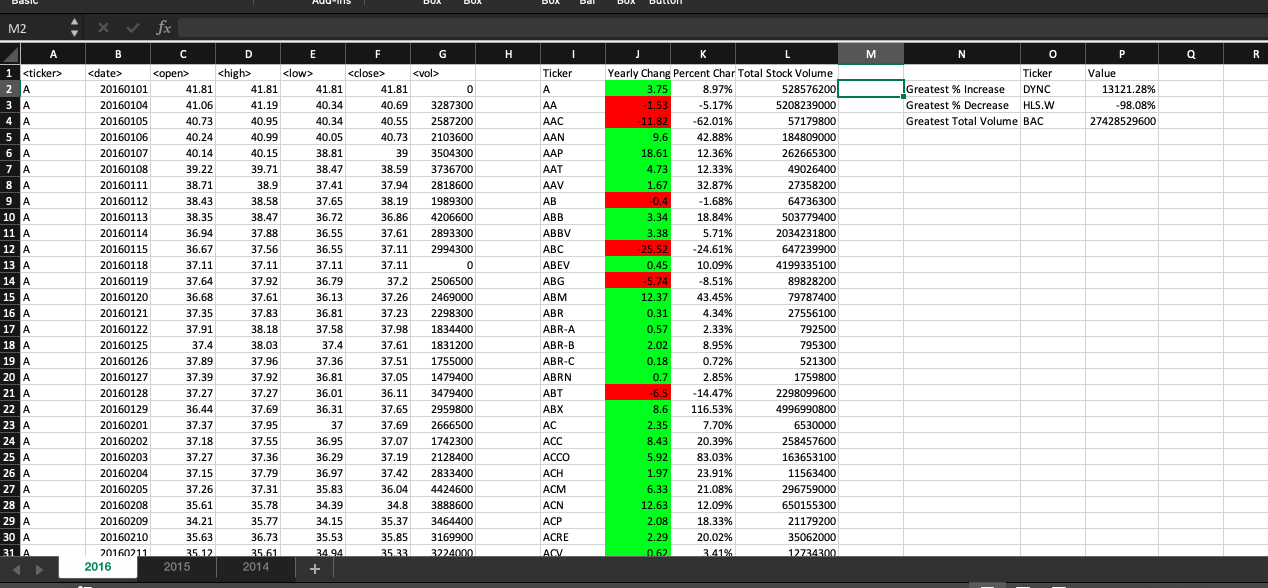 Basic Add-Ins Box Box Box Bar Box Button
M2 fx
A B C D E F G H I J K L M N O P Q R
1 <ticker> <date> <open> <high> <low> <close> <vol> Ticker Yearly Chang Percent Char Total Stock Volume Ticker Value
2 A 20160101 41.81 41.81 41.81 41.81 0 A 3.75 8.97% 528576200 Greatest % Increase DYNC 13121.28%
3 A 20160104 41.06 41.19 40.34 40.69 3287300 AA -1.53 -5.17% 5208239000 Greatest % Decrease HLS.W -98.08%
4 A 20160105 40.73 40.95 40.34 40.55 2587200 AAC -11.82 -62.01% 57179800 Greatest Total Volume BAC 27428529600
5 A 20160106 40.24 40.99 40.05 40.73 2103600 AAN 9.6 42.88% 184809000
6 A 20160107 40.14 40.15 38.81 39 3504300 AAP 18.61 12.36% 262665300
7 A 20160108 39.22 39.71 38.47 38.59 3736700 AAT 4.73 12.33% 49026400
8 A 20160111 38.71 38.9 37.41 37.94 2818600 AAV 1.67 32.87% 27358200
9 A 20160112 38.43 38.58 37.65 38.19 1989300 AB -0.4 -1.68% 64736300
10 A 20160113 38.35 38.47 36.72 36.86 4206600 ABB 3.34 18.84% 503779400
11 A 20160114 36.94 37.88 36.55 37.61 2893300 ABBV 3.38 5.71% 2034231800
12 A 20160115 36.67 37.56 36.55 37.11 2994300 ABC -25.52 -24.61% 647239900
13 A 20160118 37.11 37.11 37.11 37.11 0 ABEV 0.45 10.09% 4199335100
14 A 20160119 37.64 37.92 36.79 37.2 2506500 ABG -5.74 -8.51% 89828200
15 A 20160120 36.68 37.61 36.13 37.26 2469000 ABM 12.37 43.45% 79787400
16 A 20160121 37.35 37.83 36.81 37.23 2298300 ABR 0.31 4.34% 27556100
17 A 20160122 37.91 38.18 37.58 37.98 1834400 ABR-A 0.57 2.33% 792500
18 A 20160125 37.4 38.03 37.4 37.61 1831200 ABR-B 2.02 8.95% 795300
19 A 20160126 37.89 37.96 37.36 37.51 1755000 ABR-C 0.18 0.72% 521300
20 A 20160127 37.39 37.92 36.81 37.05 1479400 ABRN 0.7 2.85% 1759800
21 A 20160128 37.27 37.27 36.01 36.11 3479400 ABT -6.5 -14.47% 2298099600
22 A 20160129 36.44 37.69 36.31 37.65 2959800 ABX 8.6 116.53% 4996990800
23 A 20160201 37.37 37.95 37 37.69 2666500 AC 2.35 7.70% 6530000
24 A 20160202 37.18 37.55 36.95 37.07 1742300 ACC 8.43 20.39% 258457600
25 A 20160203 37.27 37.36 36.29 37.19 2128400 ACCO 5.92 83.03% 163653100
26 A 20160204 37.15 37.79 36.97 37.42 2833400 ACH 1.97 23.91% 11563400
27 A 20160205 37.26 37.31 35.83 36.04 4424600 ACM 6.33 21.08% 296759000
28 A 20160208 35.61 35.78 34.39 34.8 3888600 ACN 12.63 12.09% 650155300
29 A 20160209 34.21 35.77 34.15 35.37 3464400 ACP 2.08 18.33% 21179200
30 A 20160210 35.63 36.73 35.53 35.85 3169900 ACRE 2.29 20.02% 35062000
31 A 20160211 35.12 35.61 34.94 35.33 3224000 ACV 0.62 3.41% 12734300
2016 2015 2014 +